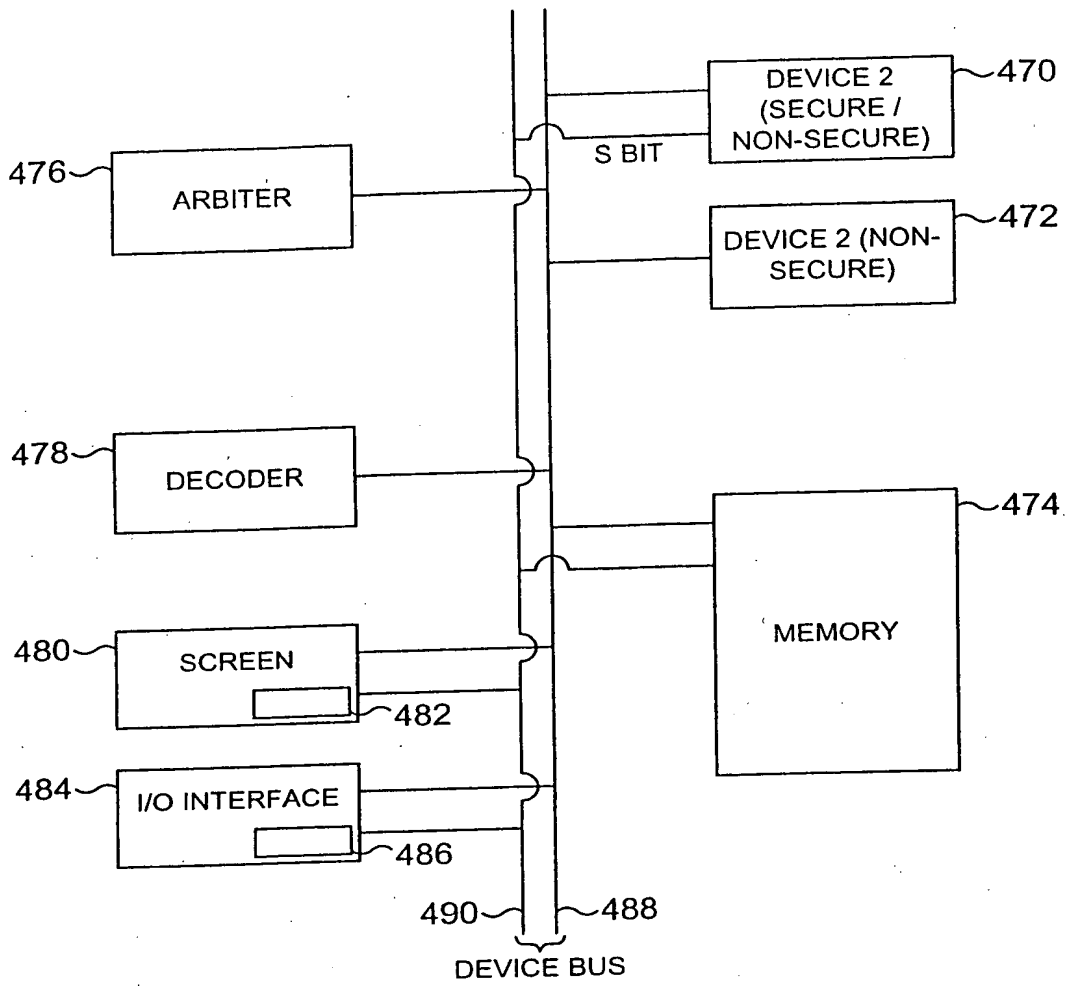 DEVICE 2
(SECURE /
NON-SECURE)
470
S BIT
476
ARBITER
DEVICE 2 (NON-
SECURE)
472
478
DECODER
474
MEMORY
480
SCREEN
482
484
I/O INTERFACE
486
490
488
DEVICE BUS